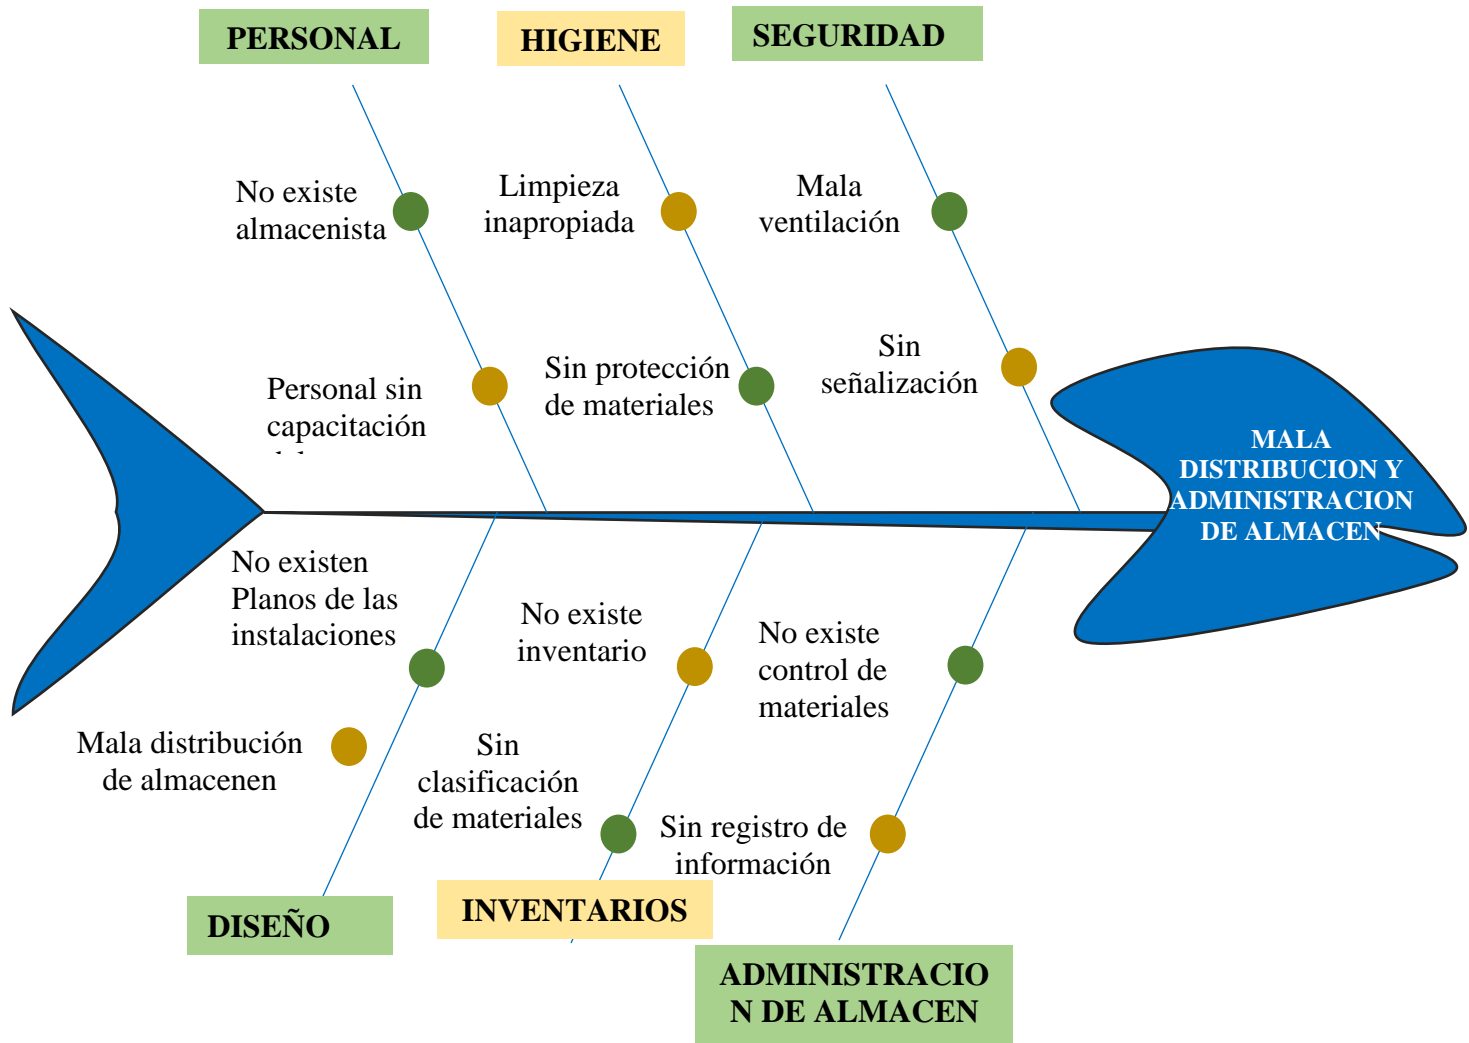 PERSONAL
HIGIENE
SEGURIDAD
No existe
almacenista
Limpieza
inapropiada
Mala
ventilación
Personal sin
capacitación
Sin protección
de materiales
Sin
señalización
MALA
DISTRIBUCION Y
ADMINISTRACION
DE ALMACEN
No existen
Planos de las
instalaciones
No existe
inventario
No existe
control de
materiales
Mala distribución
de almacenen
Sin
clasificación
de materiales
Sin registro de
información
DISEÑO
INVENTARIOS
ADMINISTRACIO
N DE ALMACEN